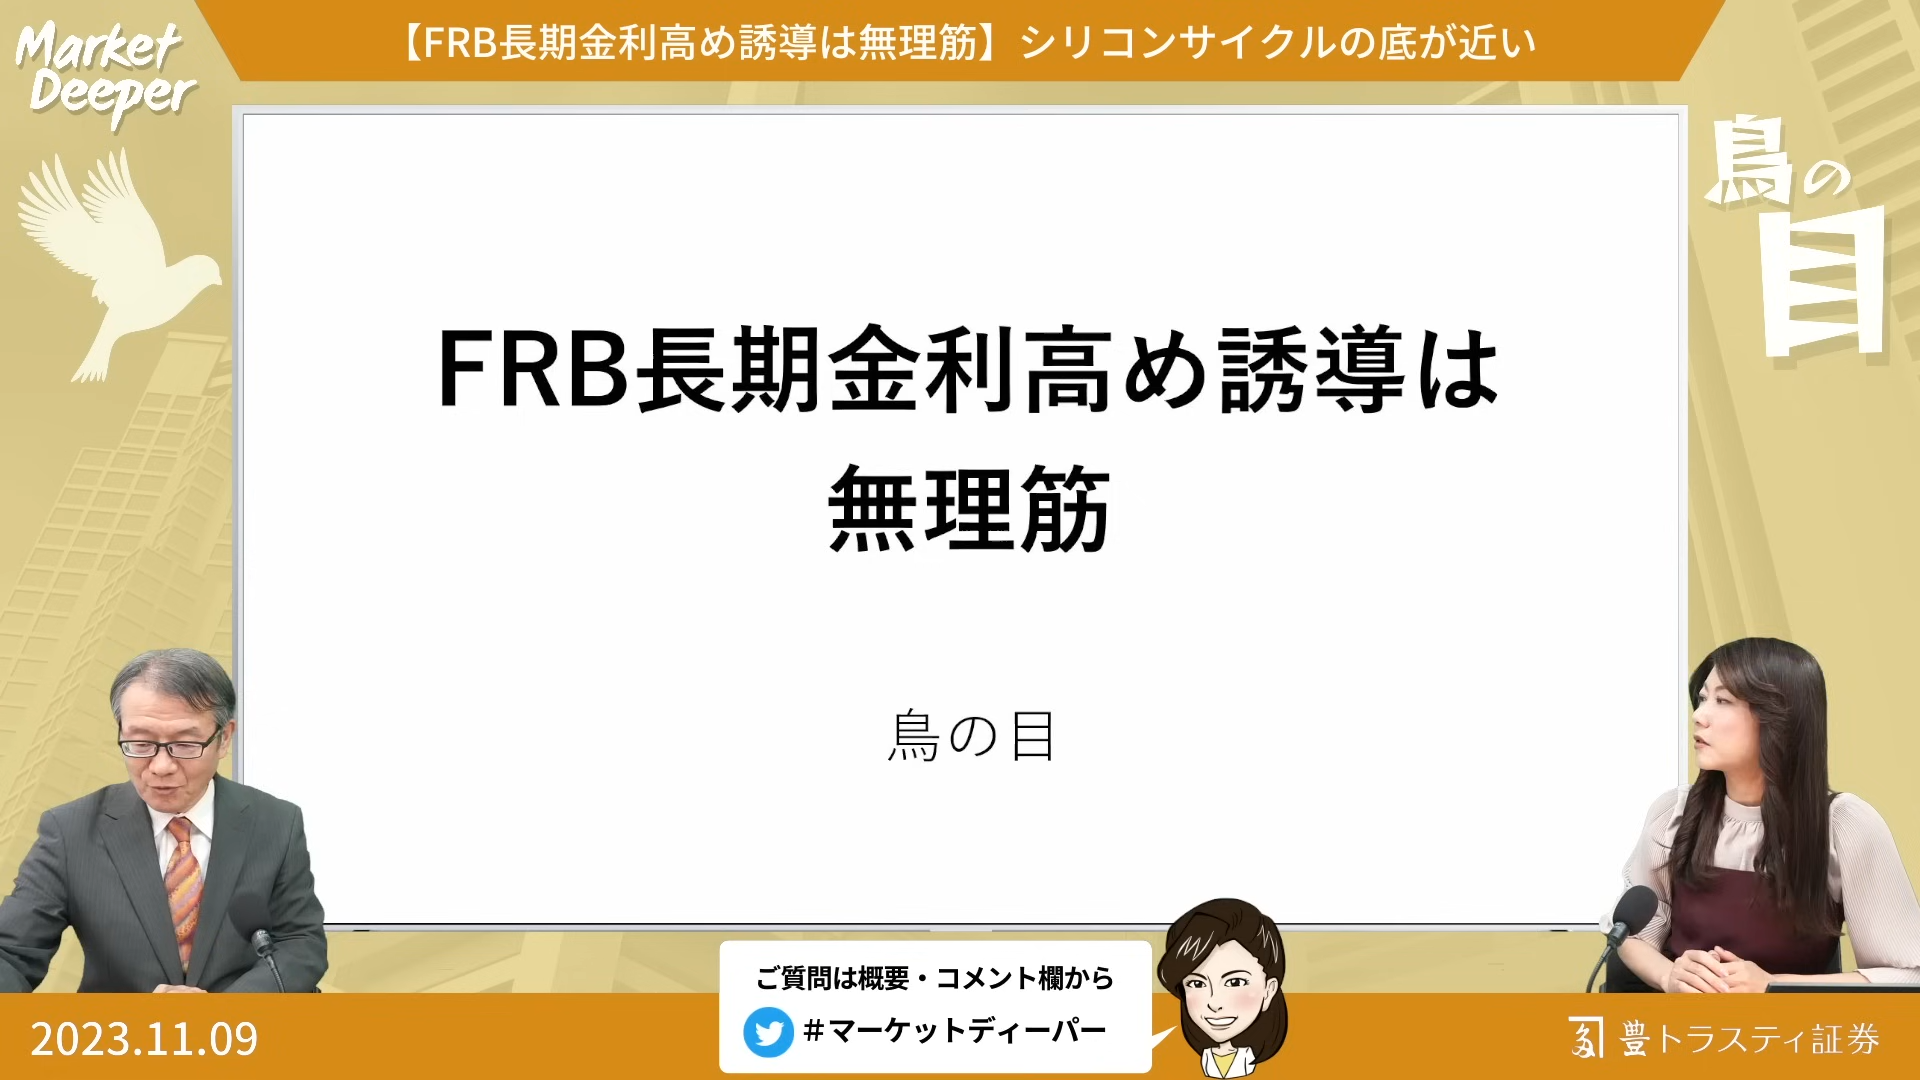 Market
Deeper
【FRB長期金利高め誘導は無理筋】シリコンサイクルの底が近い
鳥の
目
FRB長期金利高め誘導は
無理筋
鳥の目
ご質問は概要・コメント欄から
#マーケットディーパー
2023.11.09
豊トラスティ証券